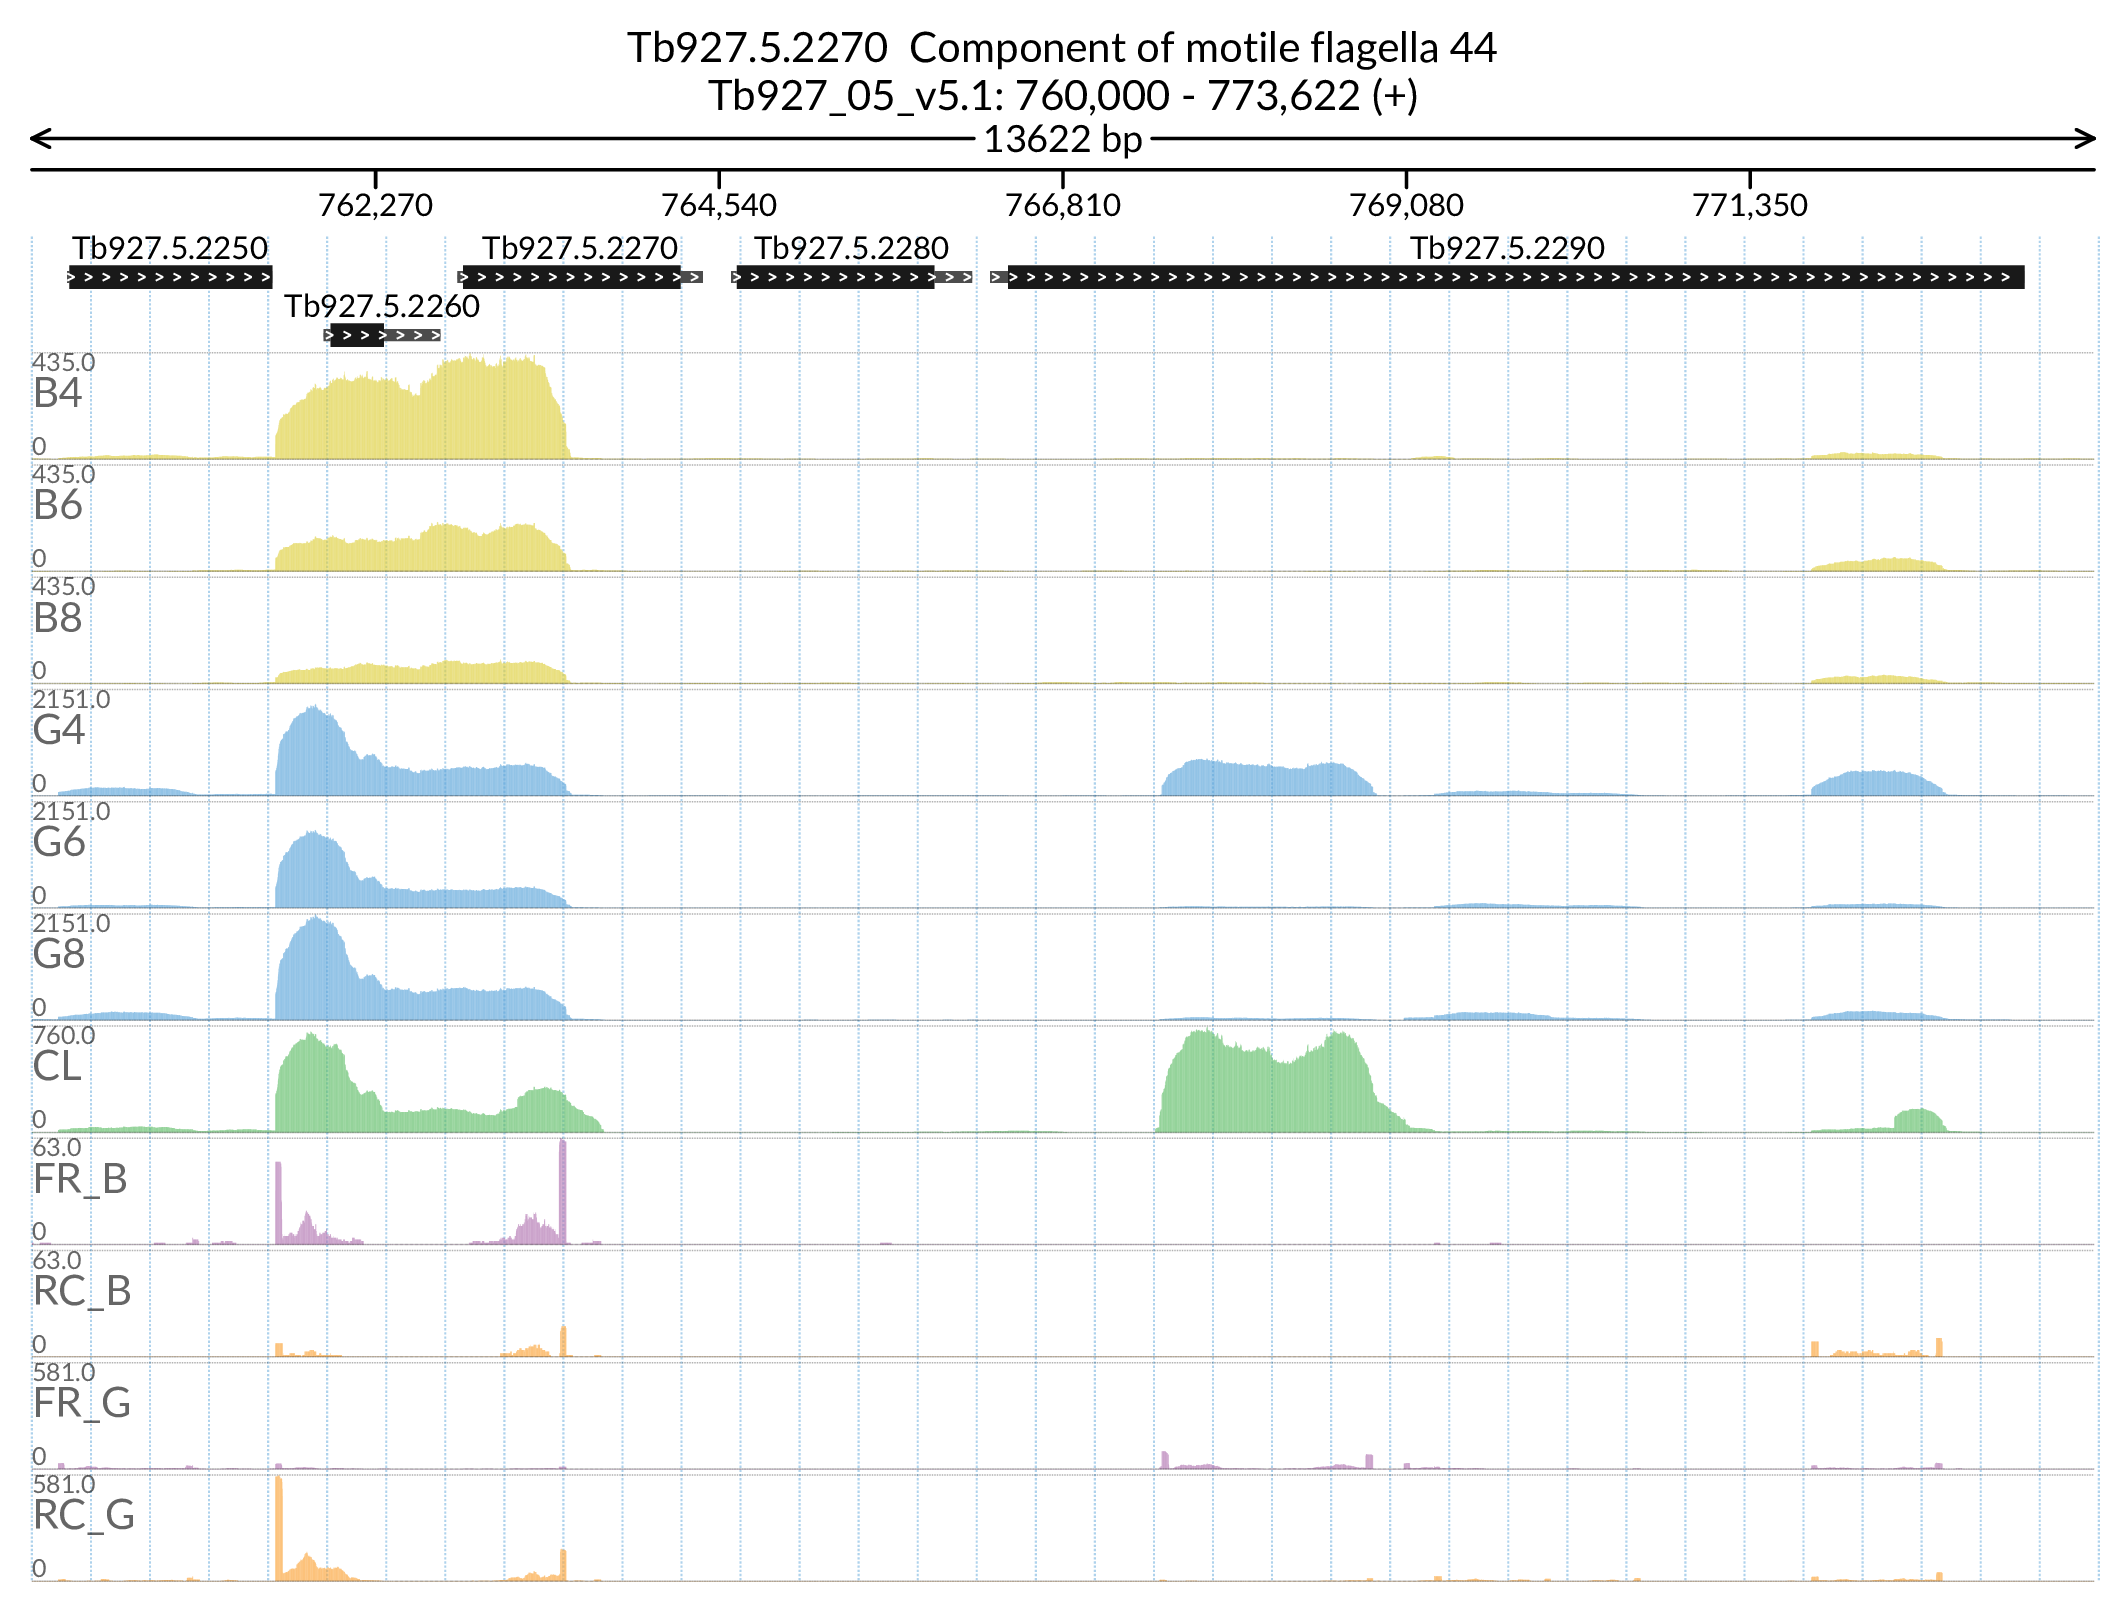 Tb927.5.2270  Component of motile flagella 44
Tb927_05_v5.1: 760,000 - 773,622 (+)
13622 bp
762,270 764,540 766,810 769,080 771,350
Tb927.5.2250 Tb927.5.2270 Tb927.5.2280 Tb927.5.2290
Tb927.5.2260
435.0
B4
0
435.0
B6
0
435.0
B8
0
2151.0
G4
0
2151.0
G6
0
2151.0
G8
0
760.0
CL
0
63.0
FR_B
0
63.0
RC_B
0
581.0
FR_G
0
581.0
RC_G
0